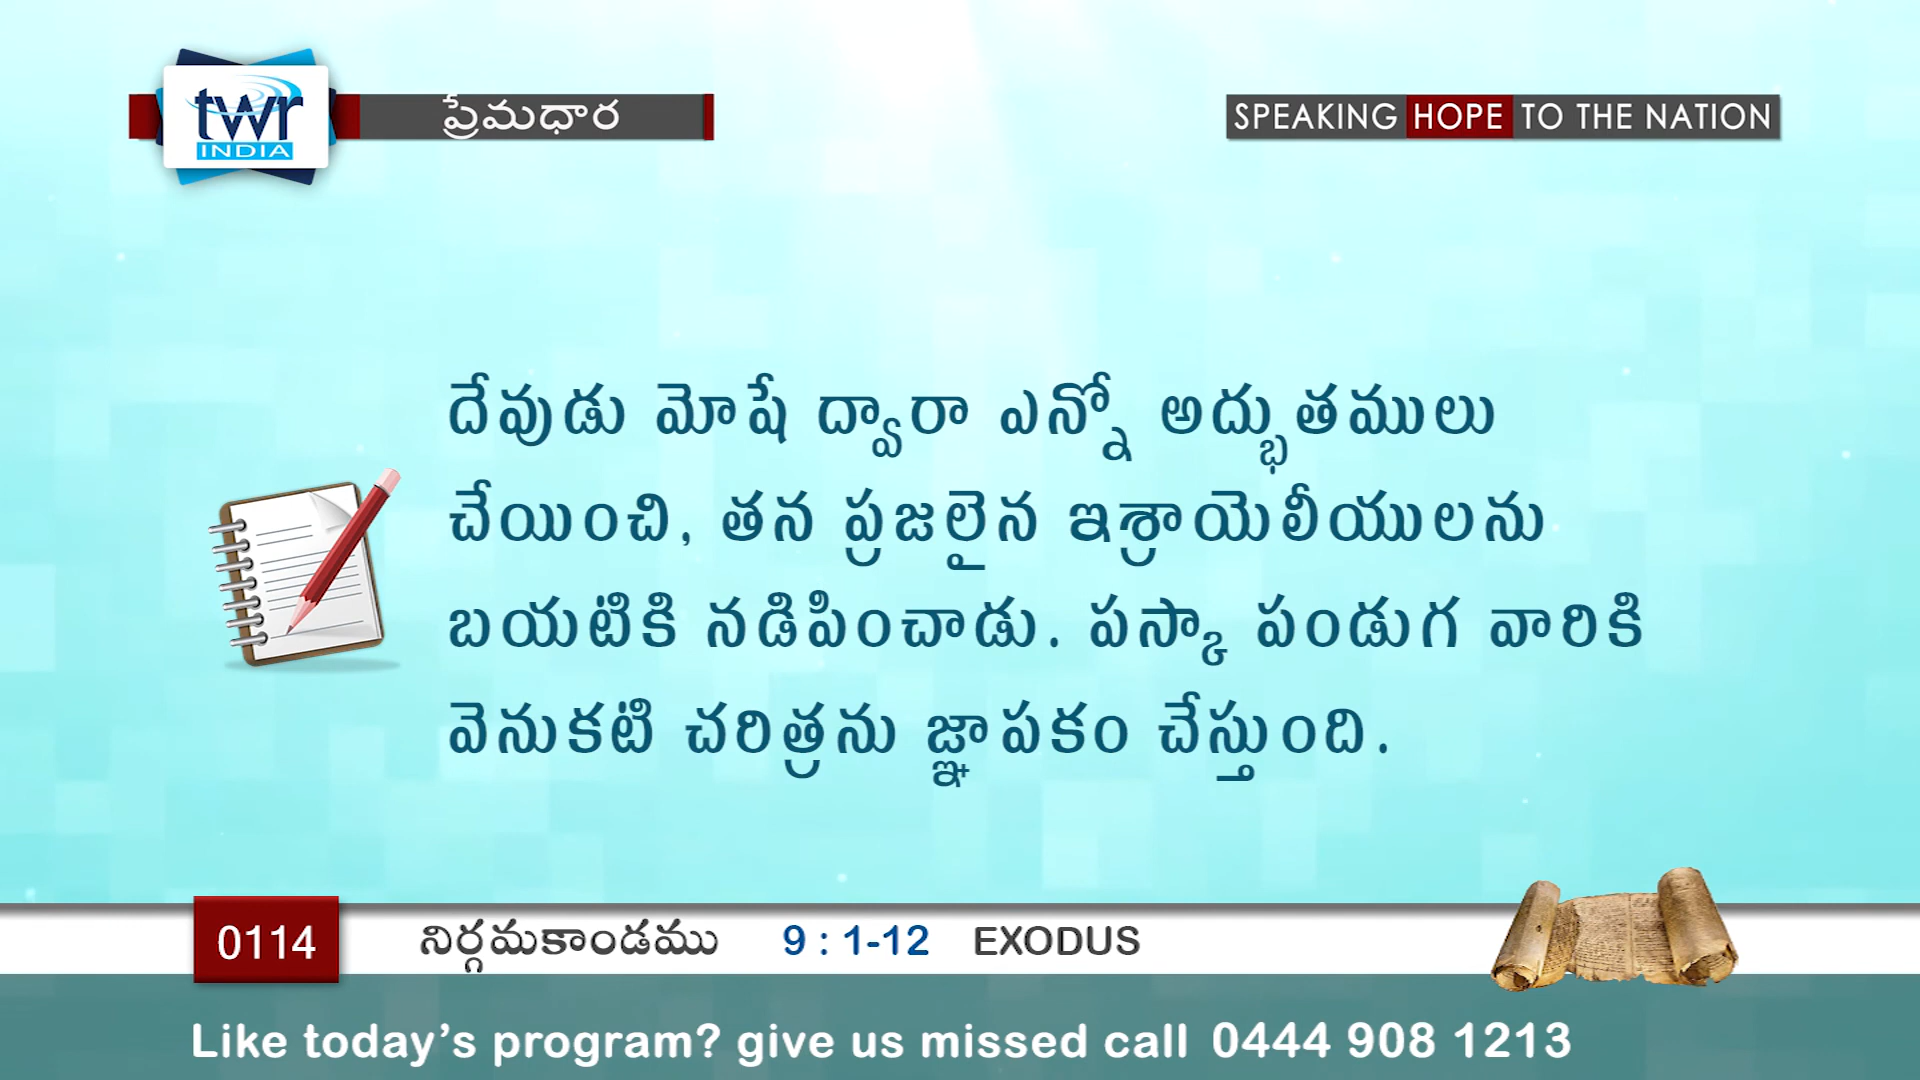 twr
INDIA
ప్రేమధార
SPEAKING HOPE TO THE NATION
దేవుడు మోషే ద్వారా ఎన్నో అద్భుతములు
చేయించి, తన ప్రజలైన ఇశ్రాయెలీయులను
బయటికి నడిపించాడు. పస్కా పండుగ వారికి
వెనుకటి చరిత్రను జ్ఞాపకం చేస్తుంది.
0114 నిర్గమకాండము 9 : 1-12 EXODUS
Like today's program? give us missed call 0444 908 1213